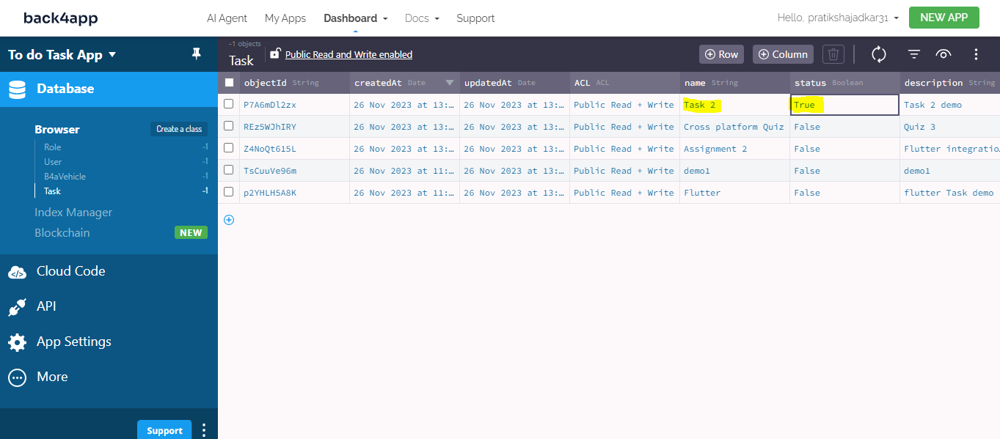 back4app AI Agent My Apps Dashboard Docs Support Hello, pratikshajadkar31 NEW APP
To do Task App
Database
Browser Create a class
Role -1
User -1
B4aVehicle -1
Task -1
Index Manager
Blockchain NEW
Cloud Code
API
App Settings
More
Support
-1 objects
Task Public Read and Write enabled Row Column
objectId String createdAt Date updatedAt Date ACL ACL name String status Boolean description String
P7A6mDl2zx 26 Nov 2023 at 13:… 26 Nov 2023 at 13:… Public Read + Write Task 2 True Task 2 demo
REz5WJhIRY 26 Nov 2023 at 13:… 26 Nov 2023 at 13:… Public Read + Write Cross platform Quiz False Quiz 3
Z4NoQt615L 26 Nov 2023 at 13:… 26 Nov 2023 at 13:… Public Read + Write Assignment 2 False Flutter integratio
TsCuuVe96m 26 Nov 2023 at 11:… 26 Nov 2023 at 13:… Public Read + Write demo1 False demo1
p2YHLH5A8K 26 Nov 2023 at 11:… 26 Nov 2023 at 13:… Public Read + Write Flutter False flutter Task demo